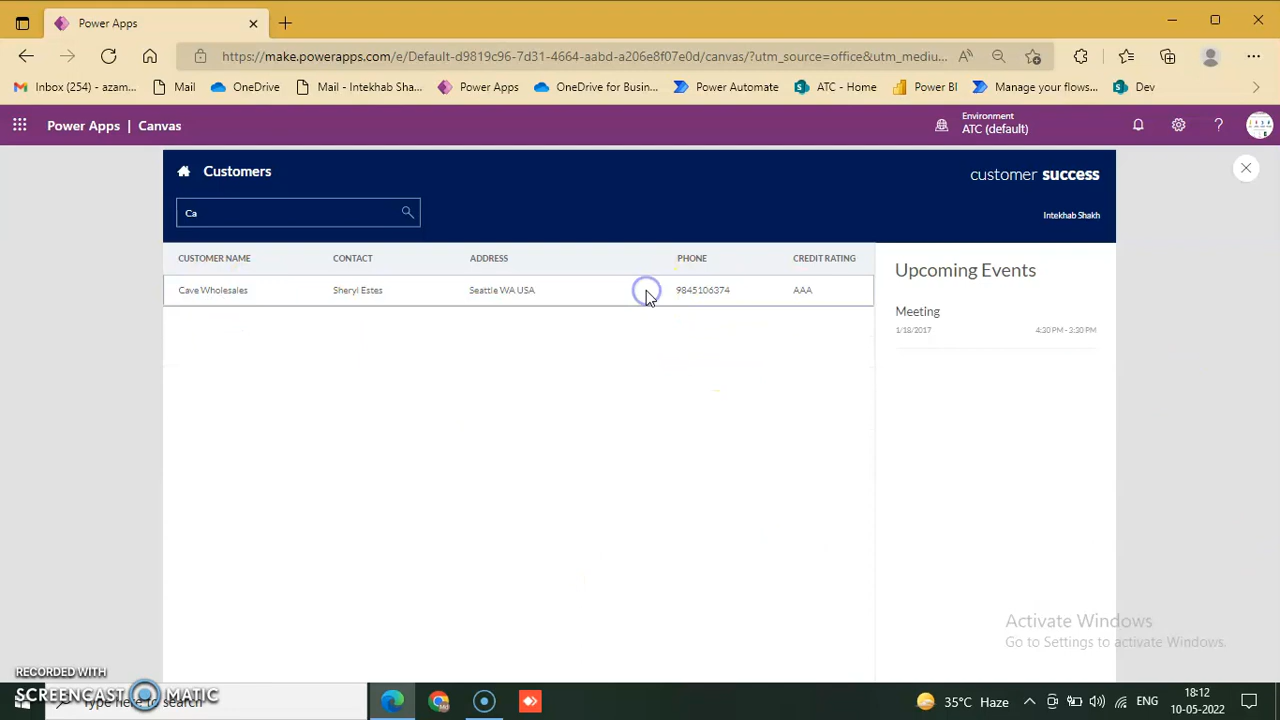 Power Apps
https://make.powerapps.com/e/Default-d9819c96-7d31-4664-aabd-a206e8f07e0d/canvas/?utm_source=office&utm_mediu...
Inbox (254) - azam... Mail OneDrive Mail - Intekhab Sha... Power Apps OneDrive for Busin... Power Automate ATC - Home Power BI Manage your flows... Dev
Power Apps | Canvas
Environment
ATC (default)
Customers
customer success
Ca
Intekhab Shakh
CUSTOMER NAME CONTACT ADDRESS PHONE CREDIT RATING
Cave Wholesales Sheryl Estes Seattle WA USA 9845106374 AAA
Upcoming Events
Meeting
1/18/2017 4:30 PM - 3:30 PM
Activate Windows
Go to Settings to activate Windows.
RECORDED WITH
SCREENCAST MATIC
Type here to search
35°C Haze
ENG
18:12
10-05-2022